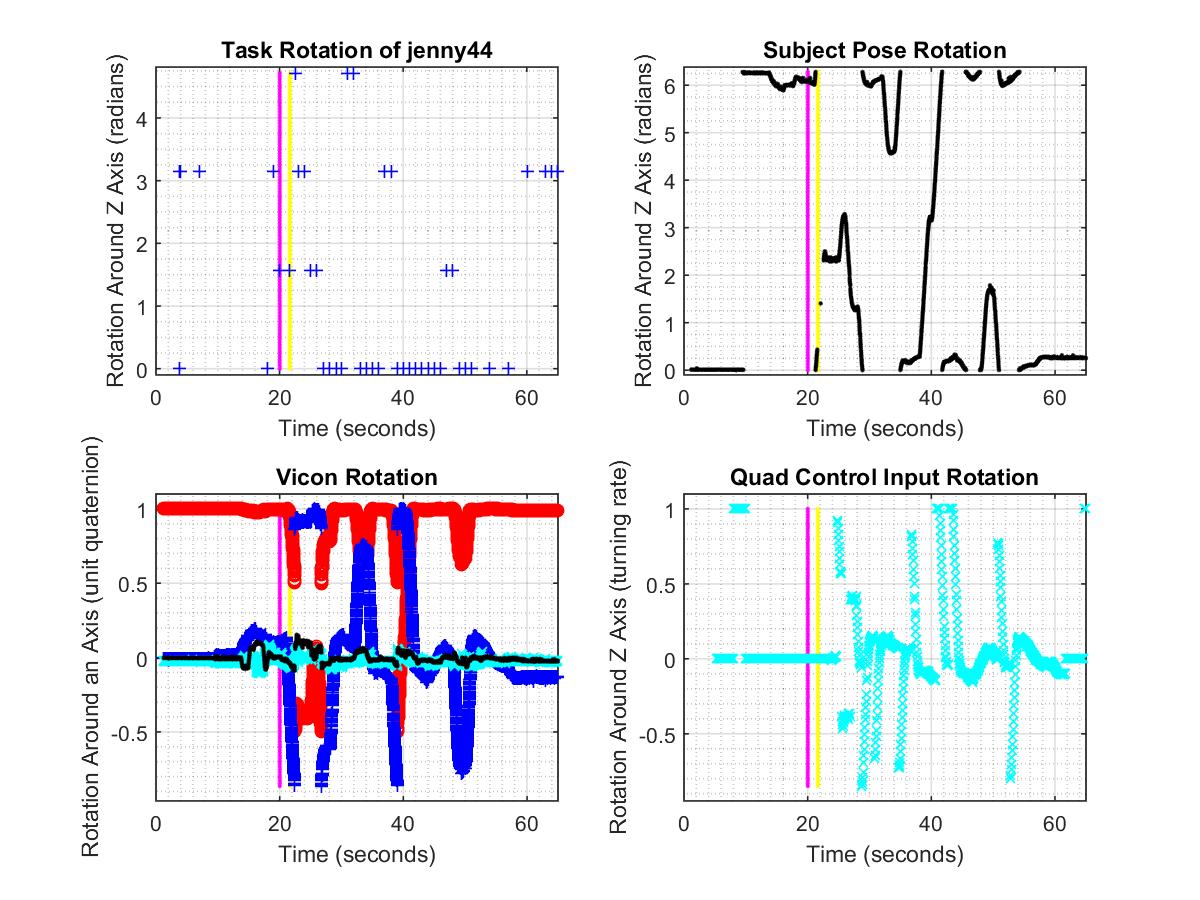 Task Rotation of jenny44
Rotation Around Z Axis (radians)
4
3
2
1
0
0 20 40 60
Time (seconds)
Subject Pose Rotation
Rotation Around Z Axis (radians)
6
5
4
3
2
1
0
0 20 40 60
Time (seconds)
Vicon Rotation
Rotation Around an Axis (unit quaternion)
1
0.5
0
-0.5
0 20 40 60
Time (seconds)
Quad Control Input Rotation
Rotation Around Z Axis (turning rate)
1
0.5
0
-0.5
0 20 40 60
Time (seconds)